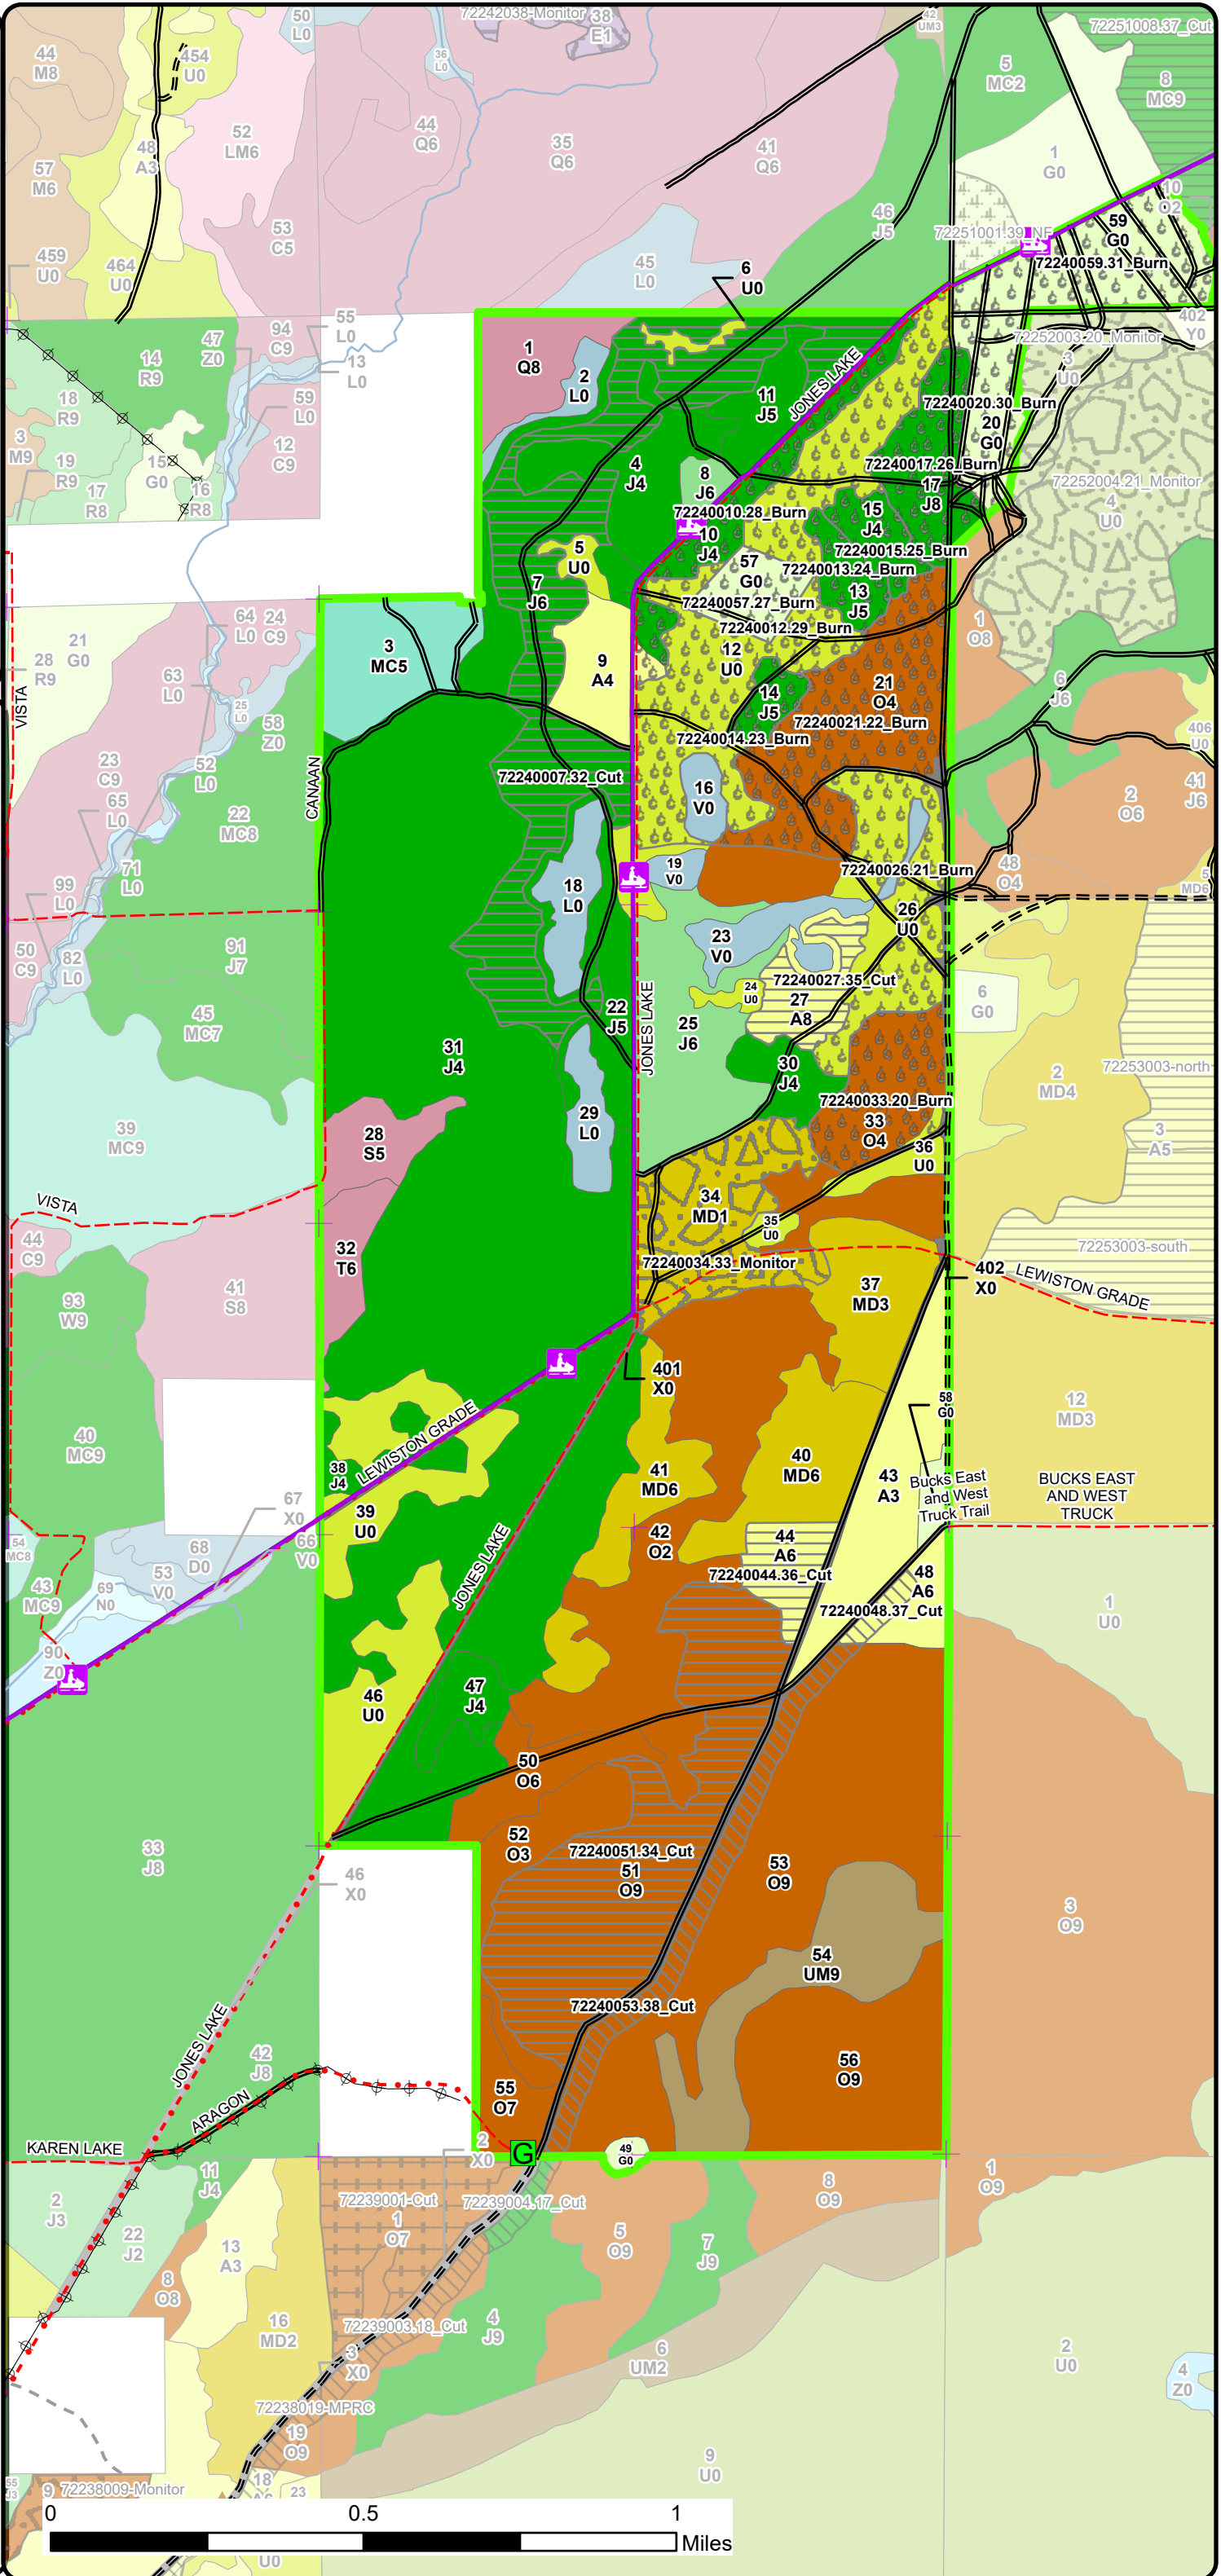 50
L0
72242038-Monitor
38
E1
42
UM3
72251008.37_Cut
44
M8
454
U0
36
L0
5
MC2
8
MC9
48
A3
52
LM6
44
Q6
35
Q6
41
Q6
1
G0
57
M6
53
C5
46
J5
10
O2
72251001.39_NF
59
G0
72240059.31_Burn
459
U0
464
U0
45
L0
6
U0
55
L0
94
C9
47
Z0
13
L0
14
R9
402
Y0
72252003.20_Monitor
3
U0
1
Q8
2
L0
11
J5
JONES LAKE
18
R9
59
L0
72240020.30_Burn
20
G0
3
M9
12
C9
19
R9
15
G0
4
J4
8
J6
72240017.26_Burn
17
J8
72252004.21_Monitor
4
U0
17
R8
16
R8
72240010.28_Burn
10
J4
15
J4
72240015.25_Burn
5
U0
57
G0
72240013.24_Burn
13
J5
7
J6
72240057.27_Burn
72240012.29_Burn
64
L0
24
C9
21
G0
28
R9
3
MC5
9
A4
12
U0
1
O8
63
L0
14
J5
21
O4
6
J6
VISTA
25
L0
58
Z0
72240021.22_Burn
72240014.23_Burn
406
U0
23
C9
52
L0
CANAAN
72240007.32_Cut
16
V0
41
J6
2
O6
65
L0
22
MC8
71
L0
99
L0
18
L0
19
V0
72240026.21_Burn
48
O4
5
MD6
26
U0
50
C9
82
L0
91
J7
23
V0
72240027.35_Cut
27
A8
24
U0
6
G0
45
MC7
22
J5
JONES LAKE
25
J6
31
J4
30
J4
2
MD4
72253003-north
29
L0
72240033.20_Burn
33
O4
39
MC9
28
S5
36
U0
3
A5
VISTA
34
MD1
35
U0
44
C9
32
T6
72240034.33_Monitor
72253003-south
402
X0
LEWISTON GRADE
93
W9
41
S8
37
MD3
401
X0
58
G0
12
MD3
LEWISTON GRADE
40
MC9
38
J4
41
MD6
40
MD6
43
A3
Bucks East
and West
Truck Trail
BUCKS EAST
AND WEST
TRUCK
67
X0
39
U0
66
V0
42
O2
44
A6
54
MC8
68
D0
53
V0
JONES LAKE
72240044.36_Cut
48
A6
43
MC9
69
N0
72240048.37_Cut
1
U0
90
Z0
46
U0
47
J4
50
O6
33
J8
52
O3
72240051.34_Cut
51
O9
53
O9
46
X0
3
O9
54
UM9
72240053.38_Cut
JONES LAKE
42
J8
56
O9
ARAGON
55
O7
KAREN LAKE
G
49
G0
2
X0
11
J4
2
J3
72239001-Cut
1
O7
72239004.17_Cut
8
O9
1
O9
22
J2
13
A3
5
O9
7
J9
8
O8
16
MD2
72239003.18_Cut
4
J9
6
UM2
2
U0
3
X0
4
Z0
72238019-MPRC
19
O9
9
U0
55
J3
9
72238009-Monitor
18
A6
23
0
0.5
1
Miles
U0